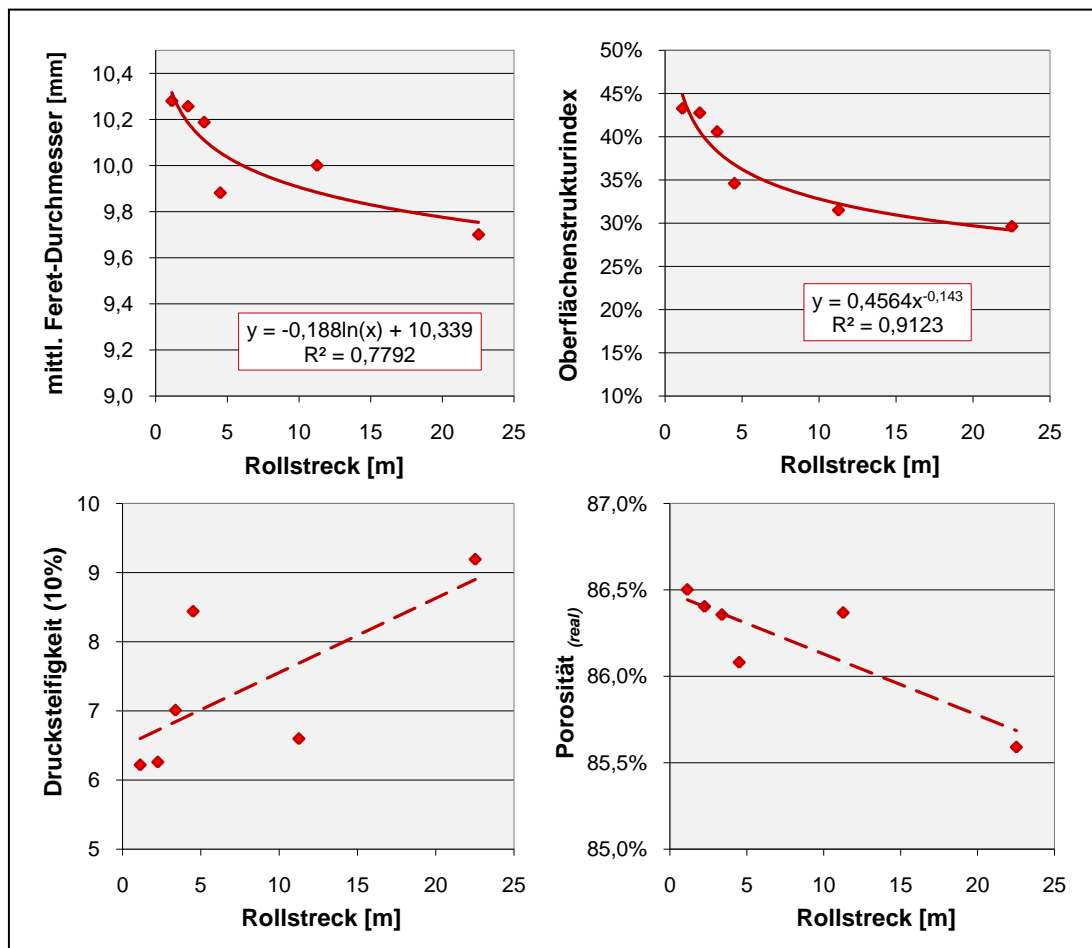 mittl. Feret-Durchmesser [mm]
10,4
10,2
10,0
9,8
9,6
9,4
9,2
9,0
y = -0,188ln(x) + 10,339
R² = 0,7792
0 5 10 15 20 25
Rollstreck [m]
Oberflächenstrukturindex
50%
45%
40%
35%
30%
25%
20%
15%
10%
y = 0,4564x-0,143
R² = 0,9123
0 5 10 15 20 25
Rollstreck [m]
Drucksteifigkeit (10%)
10
9
8
7
6
5
0 5 10 15 20 25
Rollstreck [m]
Porosität (real)
87,0%
86,5%
86,0%
85,5%
85,0%
0 5 10 15 20 25
Rollstreck [m]